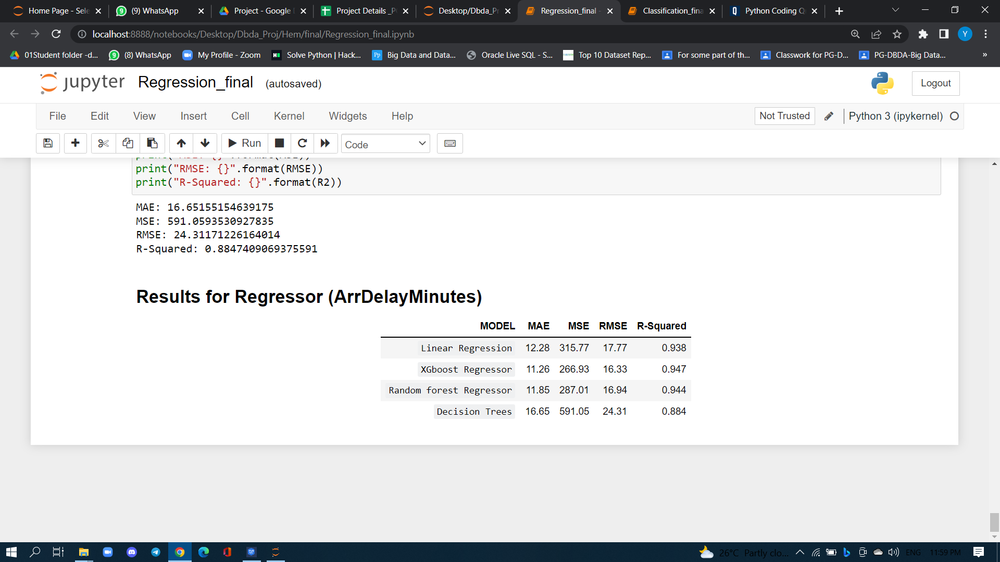 Home Page - Sele
(9) WhatsApp
Project - Google
Project Details _P
Desktop/Dbda_Pr
Regression_final -
Classification_fina
Python Coding Q
localhost:8888/notebooks/Desktop/Dbda_Proj/Hem/final/Regression_final.ipynb
Y
01Student folder -d...
(8) WhatsApp
My Profile - Zoom
Solve Python | Hack...
Big Data and Data...
Oracle Live SQL - S...
Top 10 Dataset Rep...
For some part of th...
Classwork for PG-D...
PG-DBDA-Big Data...
»
jupyter Regression_final (autosaved)
Logout
File Edit View Insert Cell Kernel Widgets Help
Not Trusted
Python 3 (ipykernel)
Run
Code
print("MSE: {}".format(MSE))
print("RMSE: {}".format(RMSE))
print("R-Squared: {}".format(R2))
MAE: 16.65155154639175
MSE: 591.0593530927835
RMSE: 24.31171226164014
R-Squared: 0.8847409069375591
Results for Regressor (ArrDelayMinutes)
MODEL MAE MSE RMSE R-Squared
Linear Regression 12.28 315.77 17.77 0.938
XGboost Regressor 11.26 266.93 16.33 0.947
Random forest Regressor 11.85 287.01 16.94 0.944
Decision Trees 16.65 591.05 24.31 0.884
26°C Partly clo...
ENG
11:59 PM